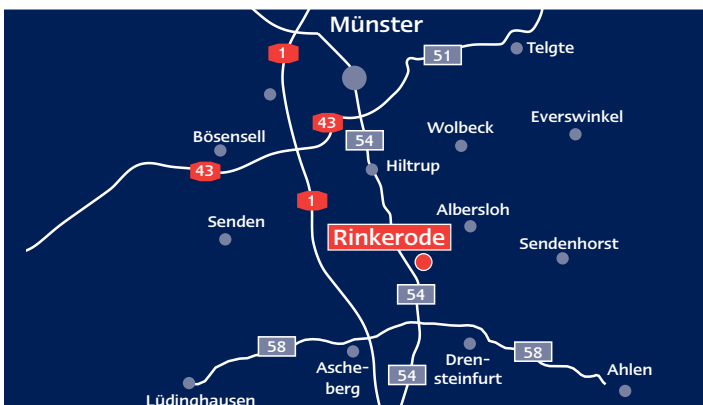 Münster
1
51
Telgte
43
54
Wolbeck
Everswinkel
Bösensell
Hiltrup
43
1
Senden
Albersloh
Rinkerode
Sendenhorst
54
58
58
Asche-
berg
Dren-
steinfurt
54
Ahlen
Lüdinghausen